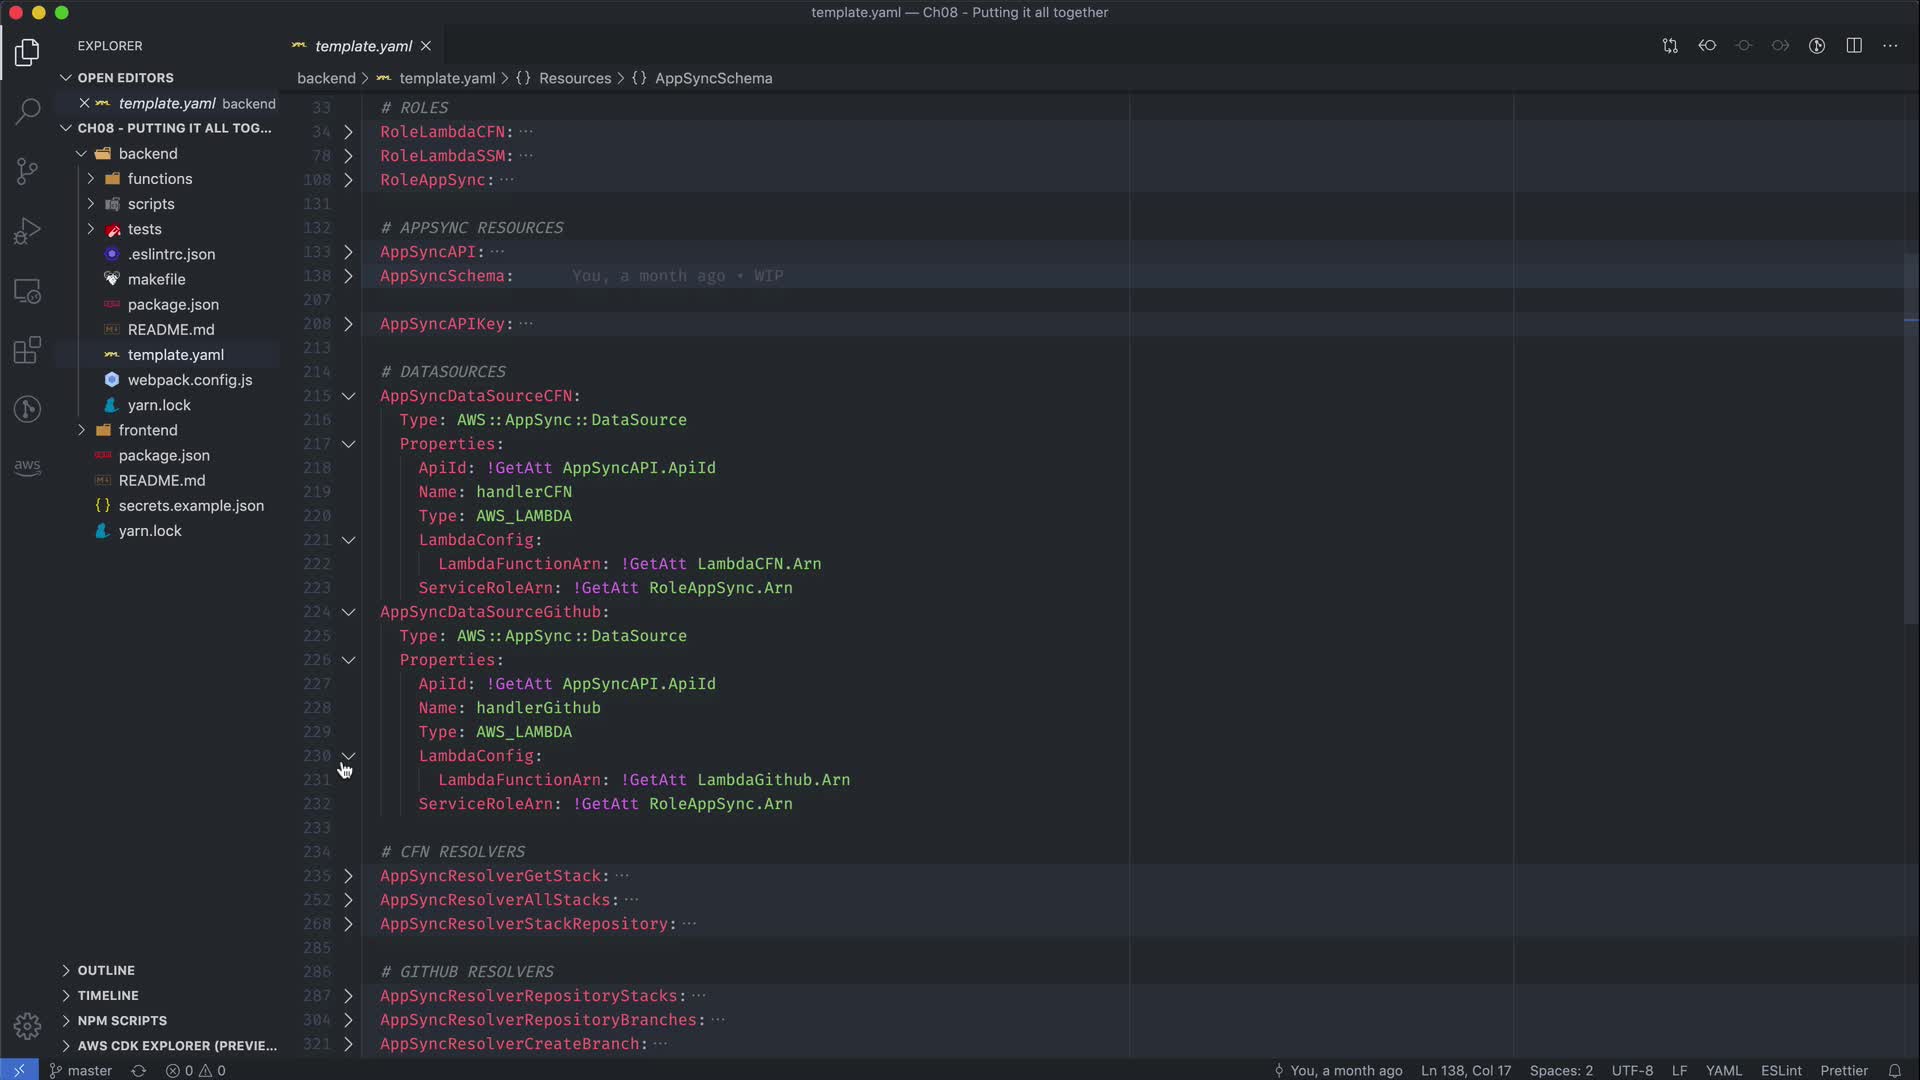 template.yaml — Ch08 - Putting it all together
EXPLORER
OPEN EDITORS
template.yaml backend
CH08 - PUTTING IT ALL TOG...
backend
functions
scripts
tests
.eslintrc.json
makefile
package.json
README.md
template.yaml
webpack.config.js
yarn.lock
frontend
package.json
README.md
secrets.example.json
yarn.lock
aws
OUTLINE
TIMELINE
NPM SCRIPTS
AWS CDK EXPLORER (PREVIE...
template.yaml
backend > template.yaml > {} Resources > {} AppSyncSchema
33 # ROLES
34 RoleLambdaCFN: ···
78 RoleLambdaSSM: ···
108 RoleAppSync: ···
131
132 # APPSYNC RESOURCES
133 AppSyncAPI: ···
138 AppSyncSchema: You, a month ago • WIP
207
208 AppSyncAPIKey: ···
213
214 # DATASOURCES
215 AppSyncDataSourceCFN:
216 Type: AWS::AppSync::DataSource
217 Properties:
218 ApiId: !GetAtt AppSyncAPI.ApiId
219 Name: handlerCFN
220 Type: AWS_LAMBDA
221 LambdaConfig:
222 LambdaFunctionArn: !GetAtt LambdaCFN.Arn
223 ServiceRoleArn: !GetAtt RoleAppSync.Arn
224 AppSyncDataSourceGithub:
225 Type: AWS::AppSync::DataSource
226 Properties:
227 ApiId: !GetAtt AppSyncAPI.ApiId
228 Name: handlerGithub
229 Type: AWS_LAMBDA
230 LambdaConfig:
231 LambdaFunctionArn: !GetAtt LambdaGithub.Arn
232 ServiceRoleArn: !GetAtt RoleAppSync.Arn
233
234 # CFN RESOLVERS
235 AppSyncResolverGetStack: ···
252 AppSyncResolverAllStacks: ···
268 AppSyncResolverStackRepository: ···
285
286 # GITHUB RESOLVERS
287 AppSyncResolverRepositoryStacks: ···
304 AppSyncResolverRepositoryBranches: ···
321 AppSyncResolverCreateBranch: ···
master 0 0 You, a month ago Ln 138, Col 17 Spaces: 2 UTF-8 LF YAML ESLint Prettier